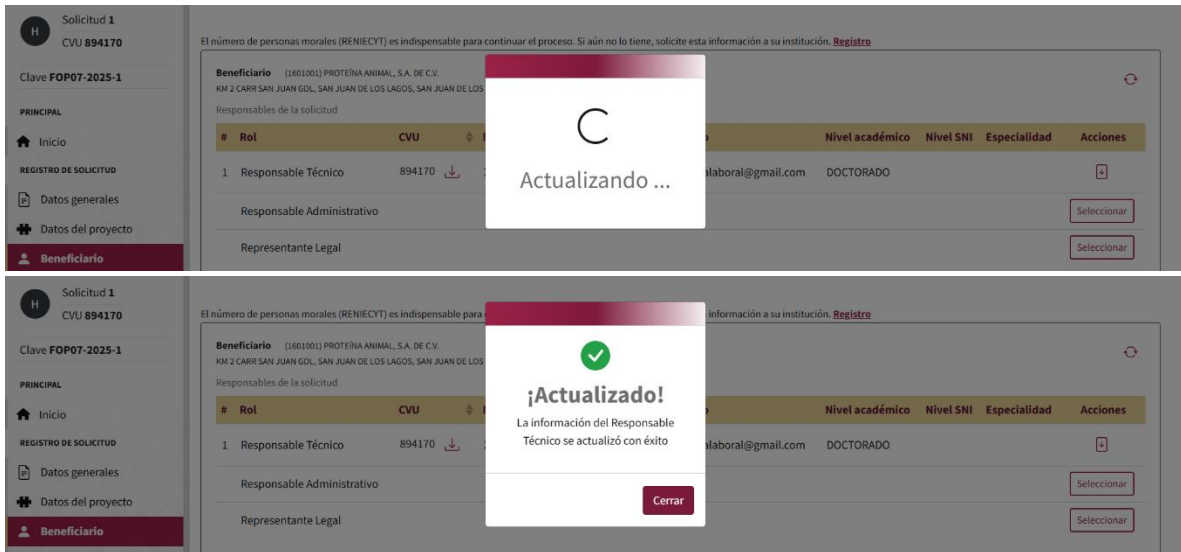 H
Solicitud 1
CVU 894170
Clave FOP07-2025-1
PRINCIPAL
Inicio
REGISTRO DE SOLICITUD
Datos generales
Datos del proyecto
Beneficiario
El número de personas morales (RENIECYT) es indispensable para continuar el proceso. Si aún no lo tiene, solicite esta información a su institución. Registro
Beneficiario (1601001) PROTEÍNA ANIMAL, S.A. DE C.V.
KM 2 CARR SAN JUAN GDL, SAN JUAN DE LOS LAGOS, SAN JUAN DE LOS
Responsables de la solicitud
# Rol CVU Nivel académico Nivel SNI Especialidad Acciones
1 Responsable Técnico 894170 alaboral@gmail.com DOCTORADO
Responsable Administrativo Seleccionar
Representante Legal Seleccionar
Actualizando ...
H
Solicitud 1
CVU 894170
Clave FOP07-2025-1
PRINCIPAL
Inicio
REGISTRO DE SOLICITUD
Datos generales
Datos del proyecto
Beneficiario
El número de personas morales (RENIECYT) es indispensable para información a su institución. Registro
Beneficiario (1601001) PROTEÍNA ANIMAL, S.A. DE C.V.
KM 2 CARR SAN JUAN GDL, SAN JUAN DE LOS LAGOS, SAN JUAN DE LOS
Responsables de la solicitud
# Rol CVU Nivel académico Nivel SNI Especialidad Acciones
1 Responsable Técnico 894170 alaboral@gmail.com DOCTORADO
Responsable Administrativo Seleccionar
Representante Legal Seleccionar
¡Actualizado!
La información del Responsable
Técnico se actualizó con éxito
Cerrar